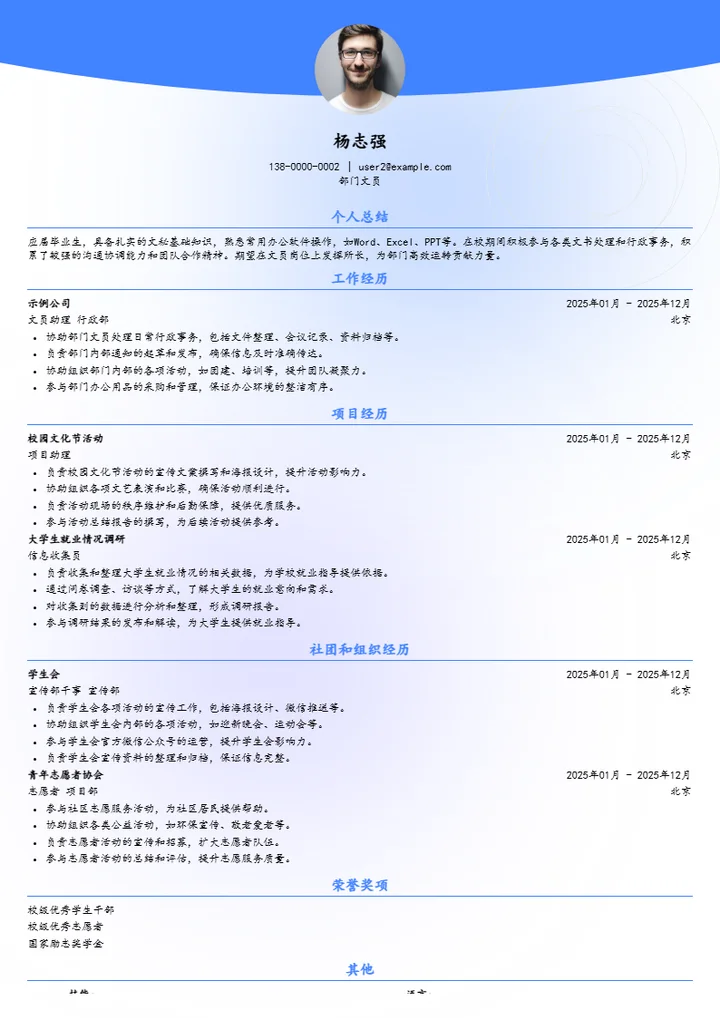 杨志强
138-0000-0002 | user2@example.com
部门文员
个人总结
应届毕业生，具备扎实的文秘基础知识，熟悉常用办公软件操作，如Word、Excel、PPT等。在校期间积极参与各类文书处理和行政事务，积
累了较强的沟通协调能力和团队合作精神。期望在文员岗位上发挥所长，为部门高效运转贡献力量。
工作经历
示例公司 2025年01月 - 2025年12月
文员助理 行政部 北京
• 协助部门文员处理日常行政事务，包括文件整理、会议记录、资料归档等。
• 负责部门内部通知的起草和发布，确保信息及时准确传达。
• 协助组织部门内部的各项活动，如团建、培训等，提升团队凝聚力。
• 参与部门办公用品的采购和管理，保证办公环境的整洁有序。
项目经历
校园文化节活动 2025年01月 - 2025年12月
项目助理 北京
• 负责校园文化节活动的宣传文案撰写和海报设计，提升活动影响力。
• 协助组织各项文艺表演和比赛，确保活动顺利进行。
• 负责活动现场的秩序维护和后勤保障，提供优质服务。
• 参与活动总结报告的撰写，为后续活动提供参考。
大学生就业情况调研 2025年01月 - 2025年12月
信息收集员 北京
• 负责收集和整理大学生就业情况的相关数据，为学校就业指导提供依据。
• 通过问卷调查、访谈等方式，了解大学生的就业意向和需求。
• 对收集到的数据进行分析和整理，形成调研报告。
• 参与调研结果的发布和解读，为大学生提供就业指导。
社团和组织经历
学生会 2025年01月 - 2025年12月
宣传部干事 宣传部 北京
• 负责学生会各项活动的宣传工作，包括海报设计、微信推送等。
• 协助组织学生会内部的各项活动，如迎新晚会、运动会等。
• 参与学生会官方微信公众号的运营，提升学生会影响力。
• 负责学生会宣传资料的整理和归档，保证信息完整。
青年志愿者协会 2025年01月 - 2025年12月
志愿者 项目部 北京
• 参与社区志愿服务活动，为社区居民提供帮助。
• 协助组织各类公益活动，如环保宣传、敬老爱老等。
• 负责志愿者活动的宣传和招募，扩大志愿者队伍。
• 参与志愿者活动的总结和评估，提升志愿服务质量。
荣誉奖项
校级优秀学生干部
校级优秀志愿者
国家励志奖学金
其他